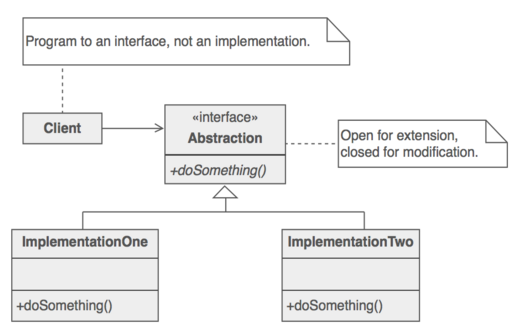 Program to an interface, not an implementation.
Client
«interface»
Abstraction
+doSomething()
Open for extension,
closed for modification.
ImplementationOne
+doSomething()
ImplementationTwo
+doSomething()